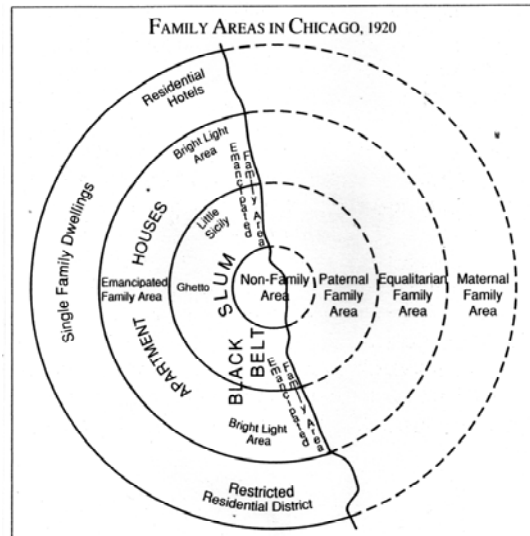 FAMILY AREAS IN CHICAGO, 1920
Residential
Hotels
Bright Light
Area
Emancipated
Family Area
Single Family Dwellings
HOUSES
Little
Sicily
Emancipated
Family Area
Ghetto
SLUM
Non-Family
Area
Paternal
Family
Area
Equalitarian
Family
Area
Maternal
Family Area
APARTMENT
BLACK
BELT
Emancipated
Family Area
Bright Light
Area
Restricted
Residential District